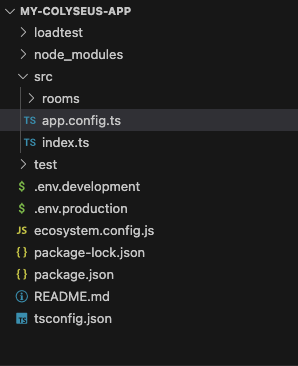 MY-COLYSEUS-APP
loadtest
node_modules
src
rooms
TS app.config.ts
TS index.ts
test
$ .env.development
$ .env.production
JS ecosystem.config.js
{ } package-lock.json
{ } package.json
README.md
TS tsconfig.json